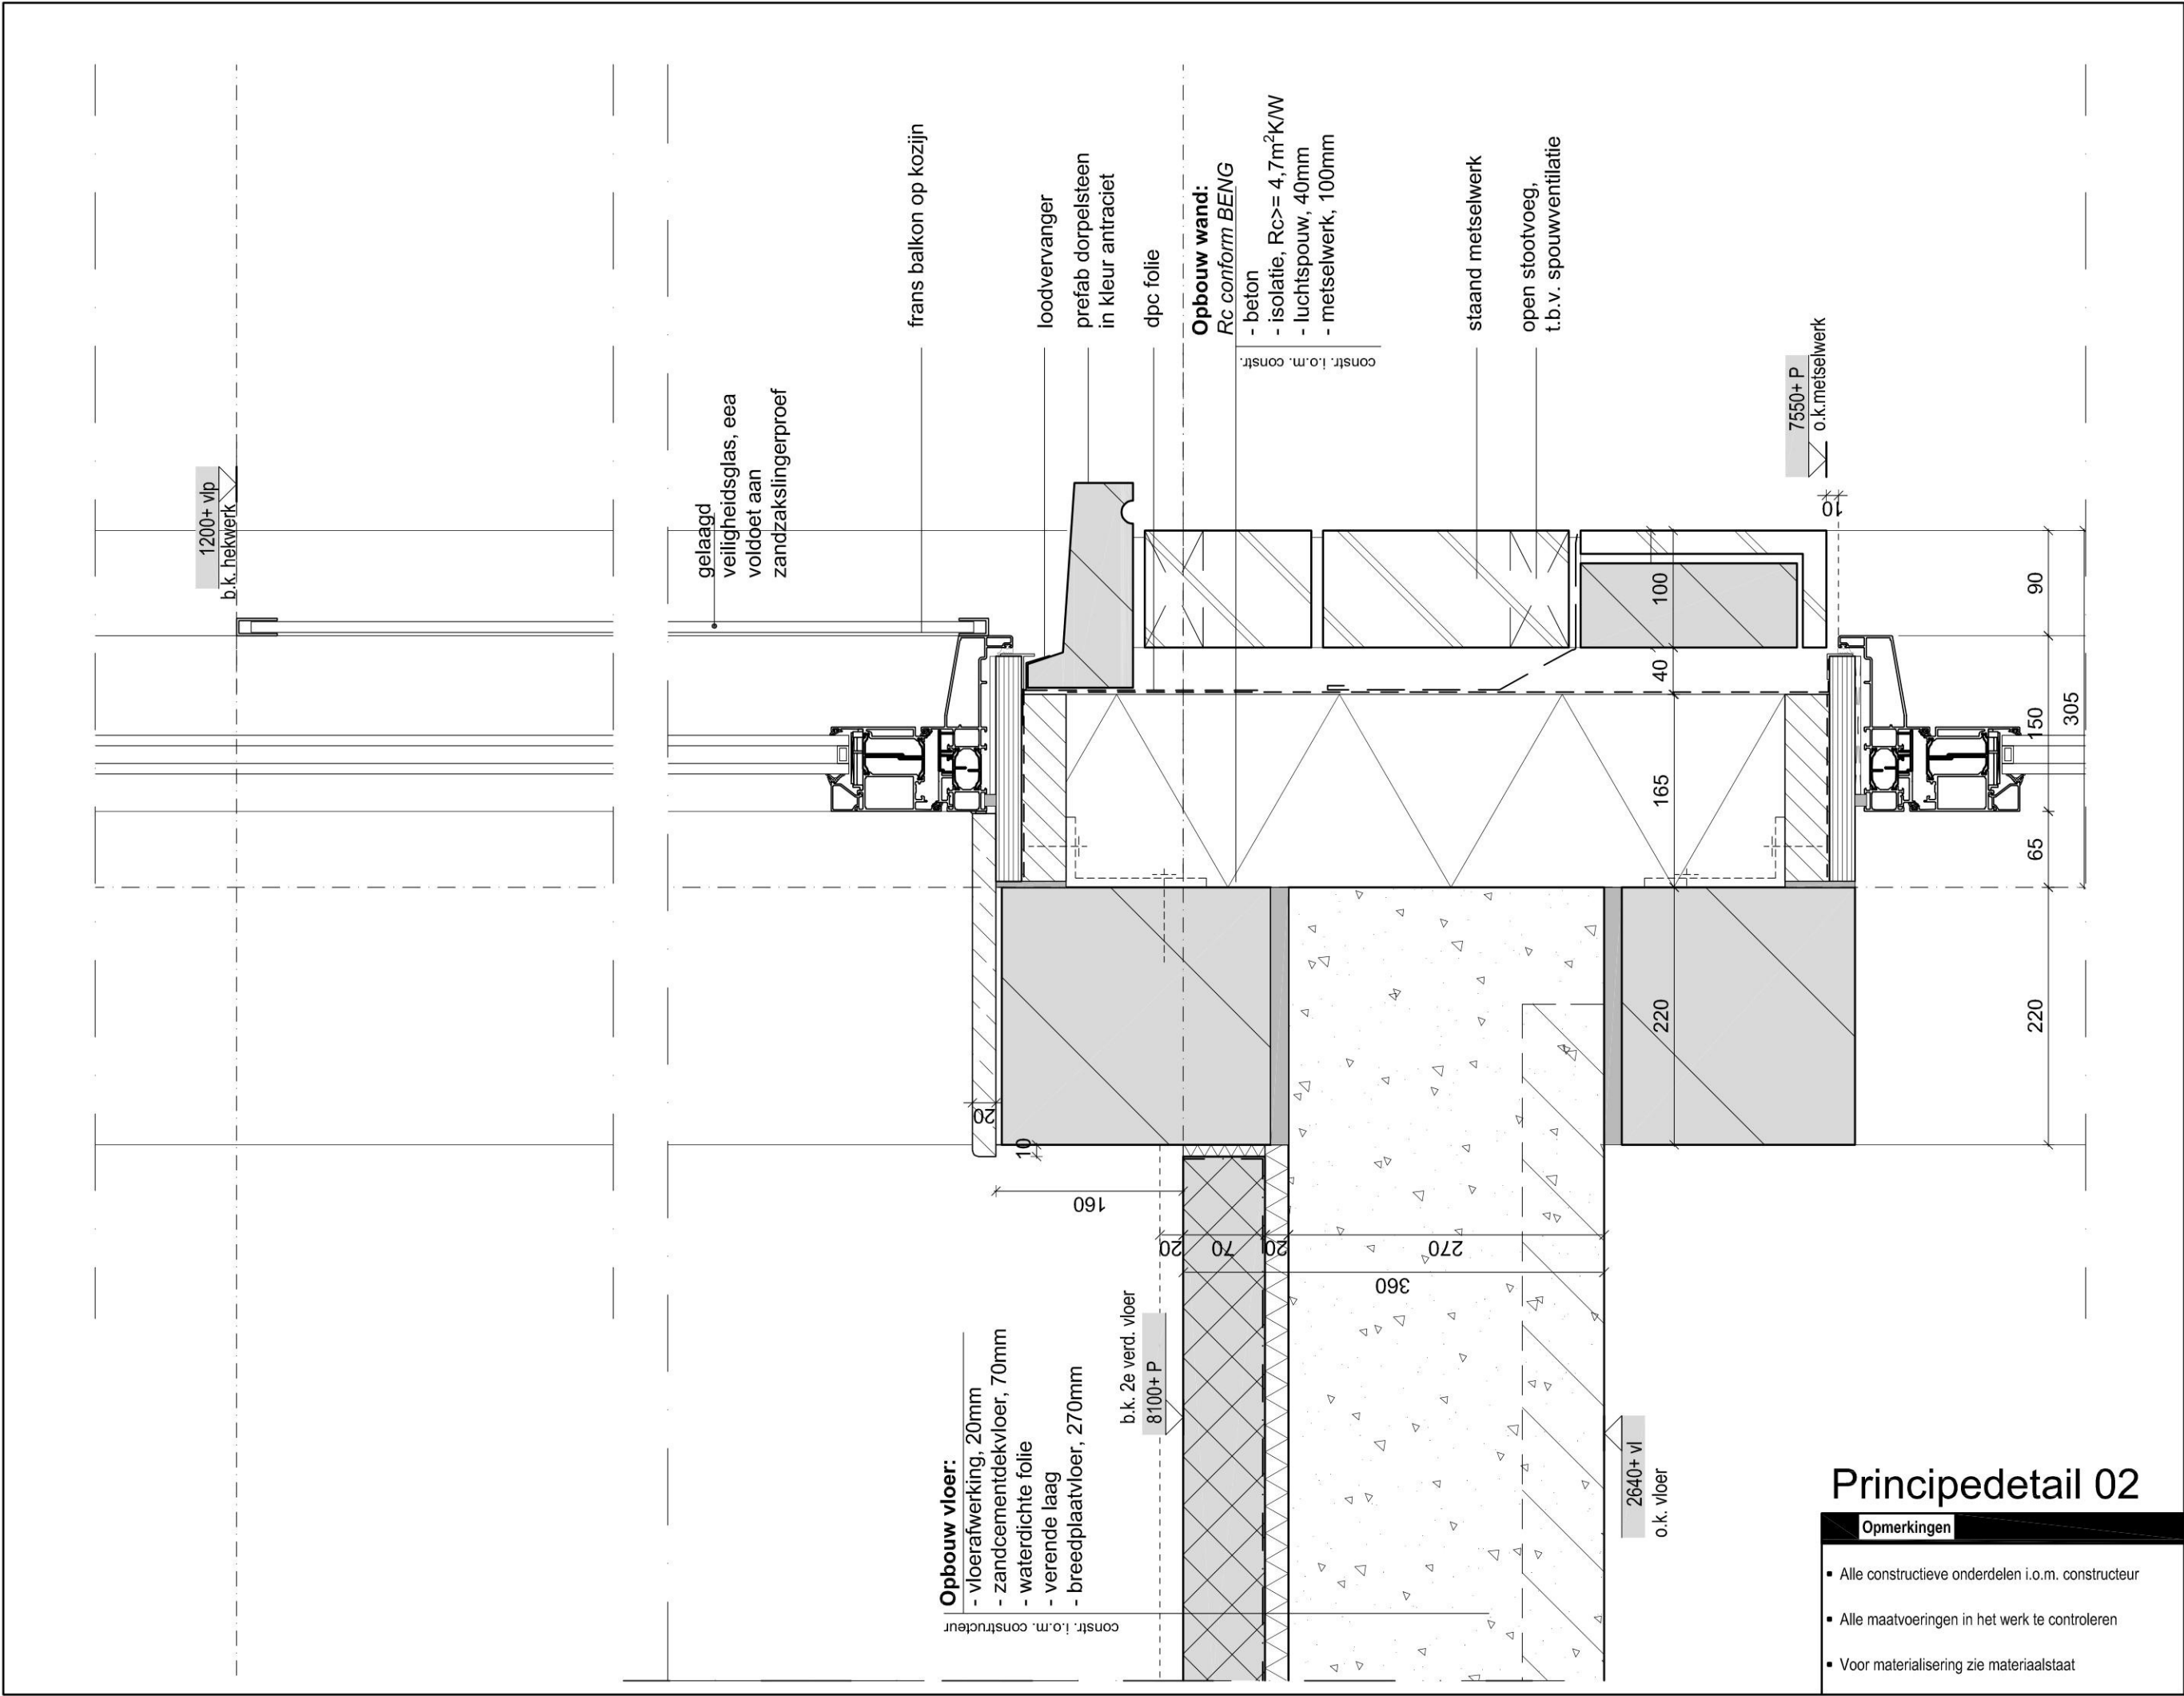 1200+ vlp
b.k. hekwerk
gelaagd
veiligheidsglas, eea
voldoet aan
zandzakslingerproef
frans balkon op kozijn
loodvervanger
prefab dorpelsteen
in kleur antraciet
dpc folie
Opbouw wand:
Rc conform BENG
- beton
- isolatie, Rc>= 4,7m²K/W
- luchtspouw, 40mm
- metselwerk, 100mm
constr. i.o.m. constr.
staand metselwerk
open stootvoeg,
t.b.v. spouwventilatie
7550+ P
o.k.metselwerk
10
100
40
165
220
90
150
305
65
220
20
10
160
20
70
20
270
360
Opbouw vloer:
- vloerafwerking, 20mm
- zandcementdekvloer, 70mm
- waterdichte folie
- verende laag
- breedplaatvloer, 270mm
constr. i.o.m. constructeur
b.k. 2e verd. vloer
8100+ P
2640+ vl
o.k. vloer
Principedetail 02
Opmerkingen
▪ Alle constructieve onderdelen i.o.m. constructeur
▪ Alle maatvoeringen in het werk te controleren
▪ Voor materialisering zie materiaalstaat